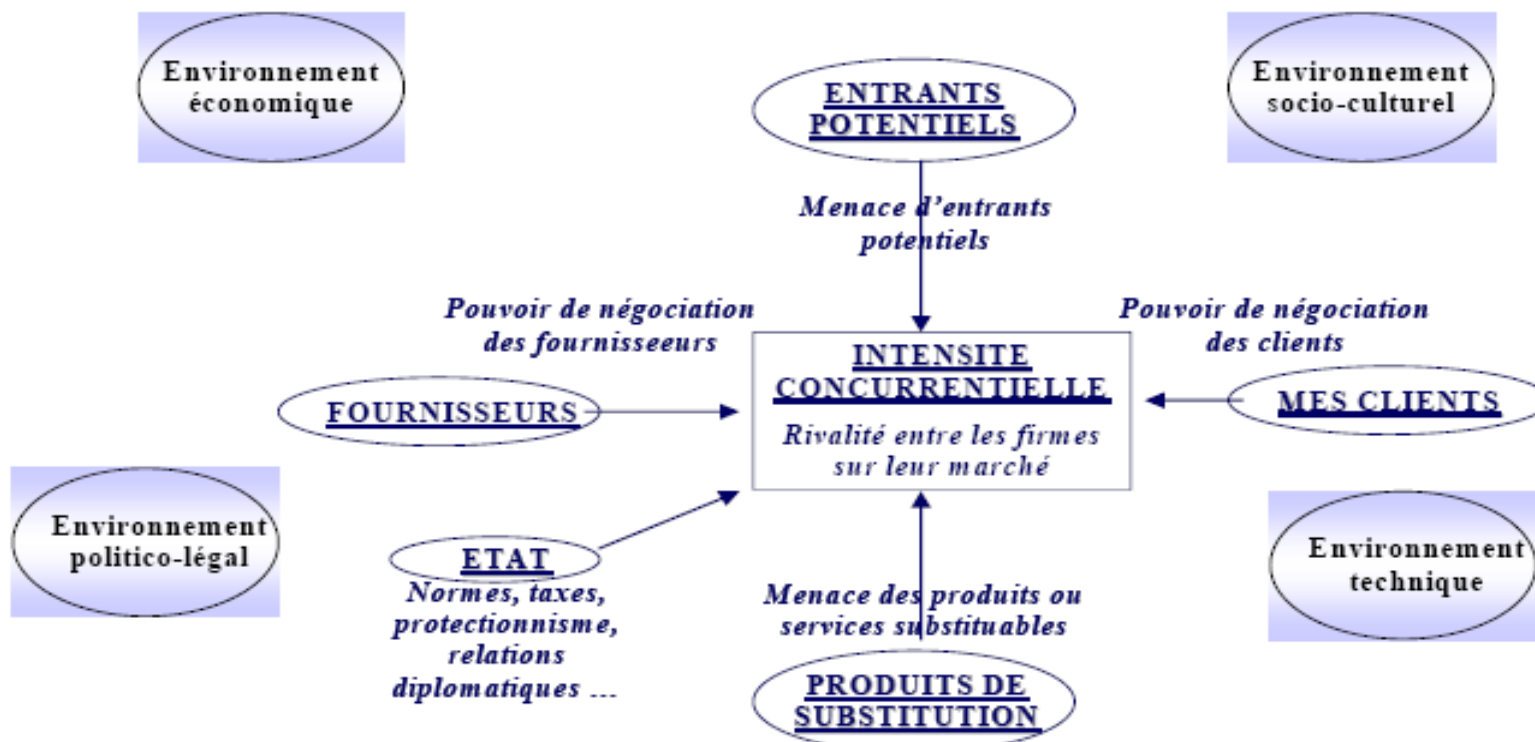 Environnement
économique
ENTRANTS
POTENTIELS
Environnement
socio-culturel
Menace d'entrants
potentiels
Pouvoir de négociation
des fournisseeurs
Pouvoir de négociation
des clients
INTENSITE
CONCURRENTIELLE
Rivalité entre les firmes
sur leur marché
FOURNISSEURS
MES CLIENTS
Environnement
politico-légal
ETAT
Normes, taxes,
protectionnisme,
relations
diplomatiques ...
Menace des produits ou
services substituables
PRODUITS DE
SUBSTITUTION
Environnement
technique